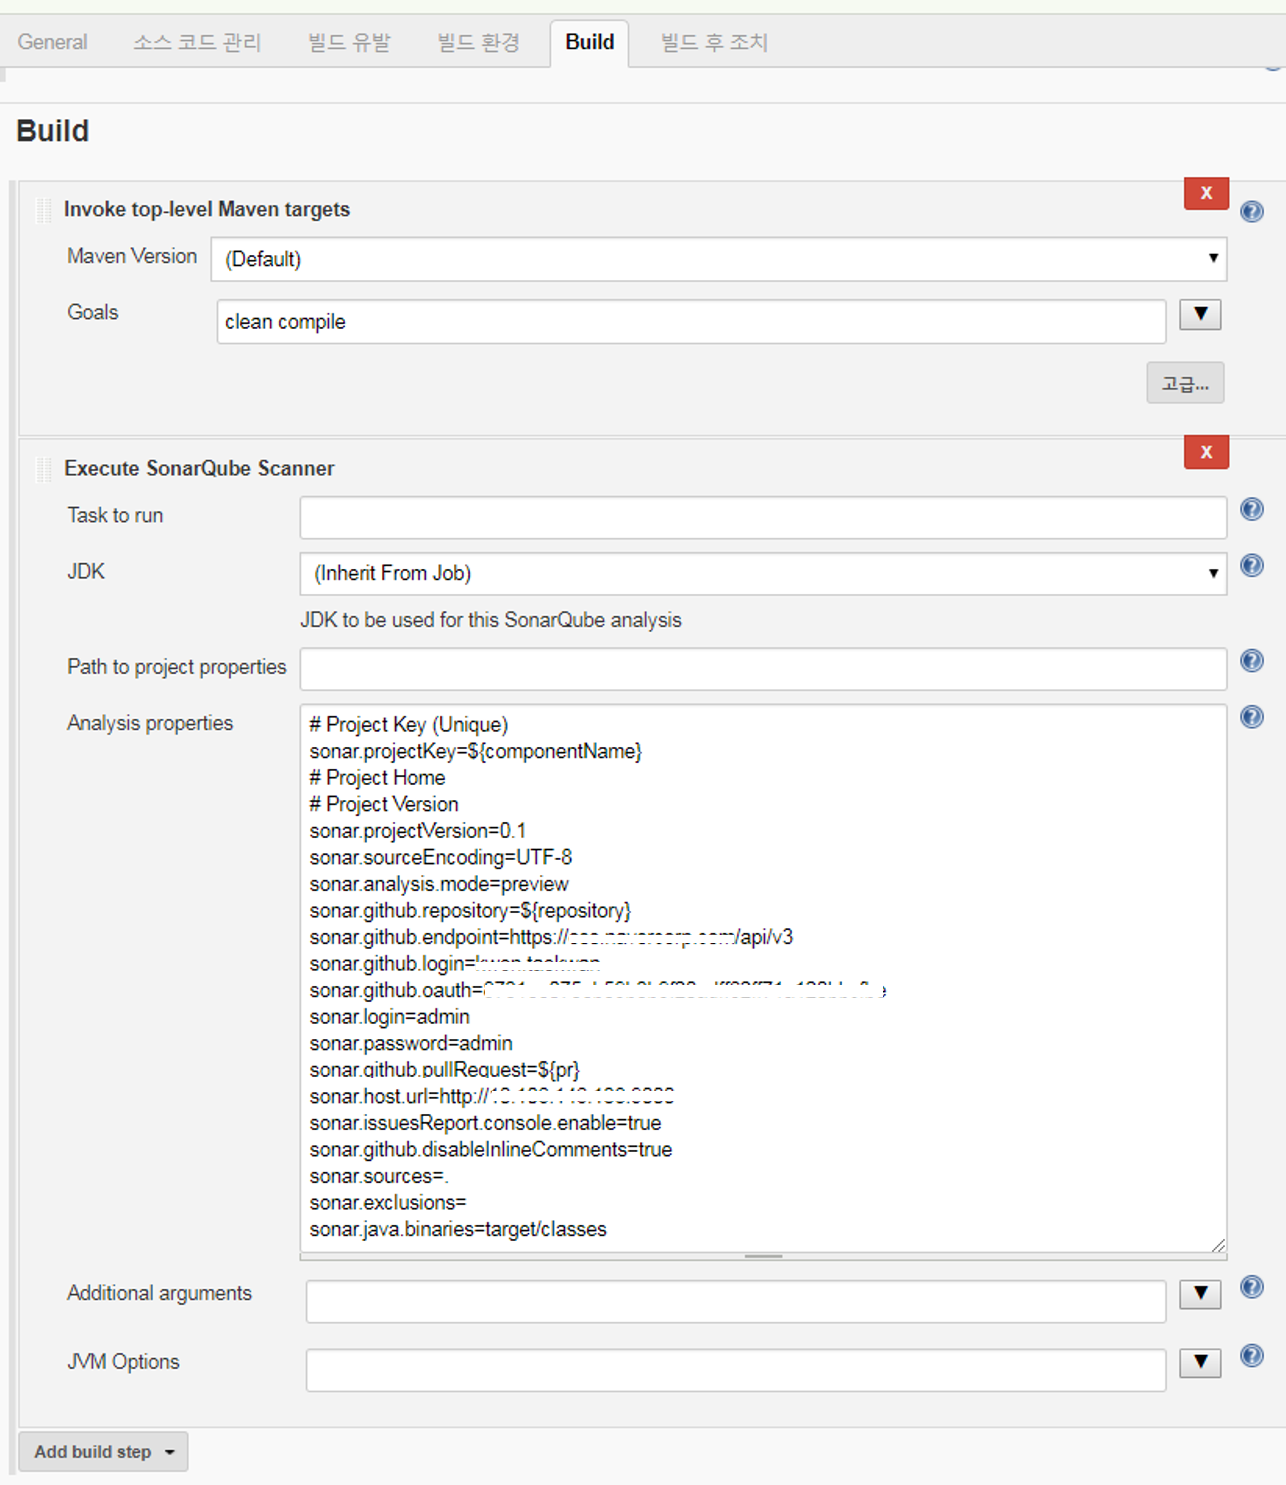 General 소스 코드 관리 빌드 유발 빌드 환경 Build 빌드 후 조치
Build
X
Invoke top-level Maven targets
Maven Version (Default)
Goals clean compile
고급...
X
Execute SonarQube Scanner
Task to run
JDK (Inherit From Job)
JDK to be used for this SonarQube analysis
Path to project properties
Analysis properties
# Project Key (Unique)
sonar.projectKey=${componentName}
# Project Home
# Project Version
sonar.projectVersion=0.1
sonar.sourceEncoding=UTF-8
sonar.analysis.mode=preview
sonar.github.repository=${repository}
sonar.github.endpoint=https:///api/v3
sonar.github.login=
sonar.github.oauth=
sonar.login=admin
sonar.password=admin
sonar.github.pullRequest=${pr}
sonar.host.url=http://
sonar.issuesReport.console.enable=true
sonar.github.disableInlineComments=true
sonar.sources=.
sonar.exclusions=
sonar.java.binaries=target/classes
Additional arguments
JVM Options
Add build step